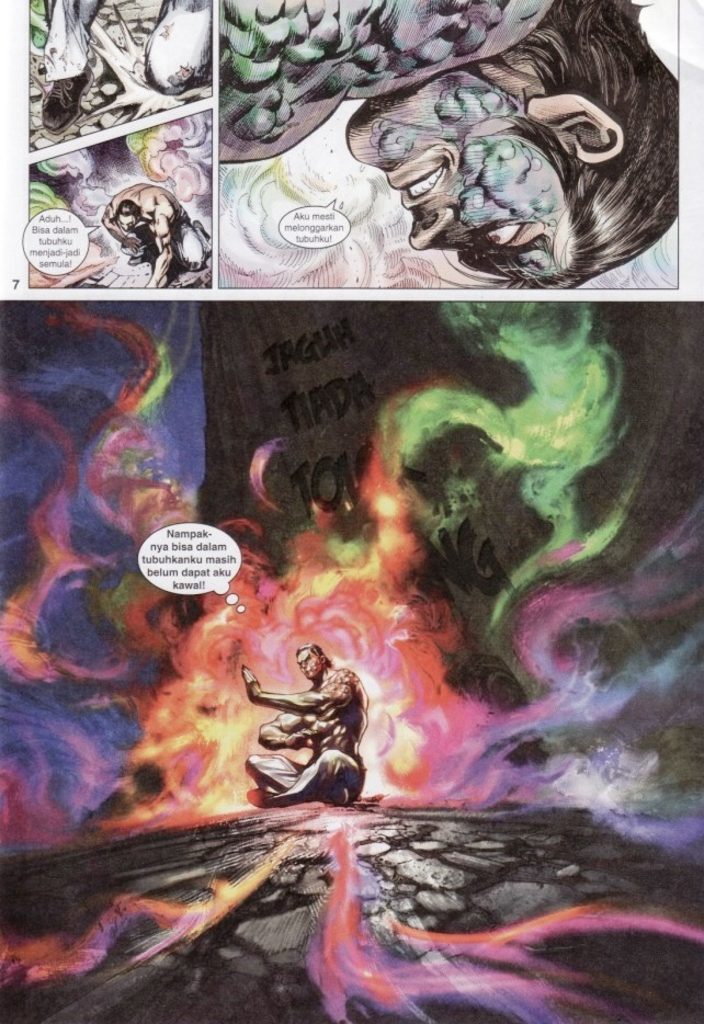 Aduh...!
Bisa dalam
tubuhku
menjadi-jadi
semula!
Aku mesti
melonggarkan
tubuhku!
7
JAGUH
TIADA
Nampak-
nya bisa dalam
tubuhkanku masih
belum dapat aku
kawal!